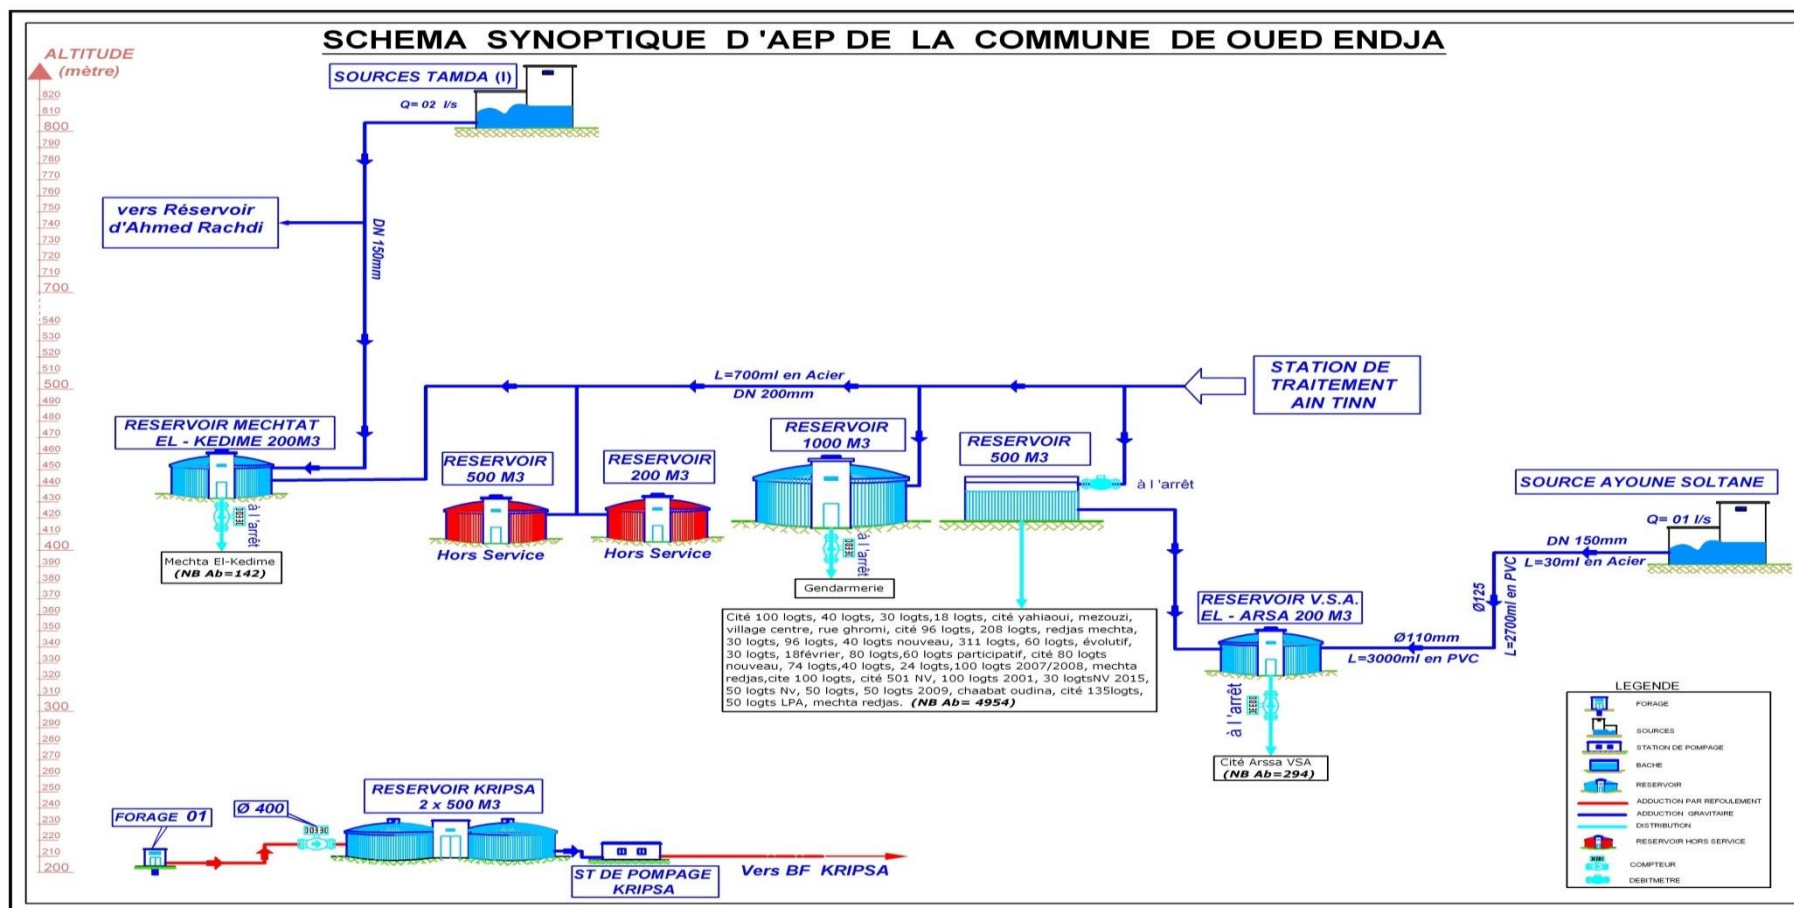 SCHEMA SYNOPTIQUE D 'AEP DE LA COMMUNE DE OUED ENDJA
ALTITUDE
(mètre)
820
810
800
790
780
770
760
750
740
730
720
710
700
540
530
520
510
500
490
480
470
460
450
440
430
420
410
400
390
380
370
360
350
340
330
320
310
300
290
280
270
260
250
240
230
220
210
200
SOURCES TAMDA (I)
Q= 02 l/s
vers Réservoir
d'Ahmed Rachdi
DN 150mm
L=700ml en Acier
DN 200mm
STATION DE
TRAITEMENT
AIN TINN
RESERVOIR MECHTAT
EL - KEDIME 200M3
à l 'arrêt
Mechta El-Kedime
(NB Ab=142)
RESERVOIR
500 M3
Hors Service
RESERVOIR
200 M3
Hors Service
RESERVOIR
1000 M3
à l 'arrêt
Gendarmerie
RESERVOIR
500 M3
à l 'arrêt
Cité 100 logts, 40 logts, 30 logts,18 logts, cité yahiaoui, mezouzi,
village centre, rue ghromi, cité 96 logts, 208 logts, redjas mechta,
30 logts, 96 logts, 40 logts nouveau, 311 logts, 60 logts, évolutif,
30 logts, 18février, 80 logts,60 logts participatif, cité 80 logts
nouveau, 74 logts,40 logts, 24 logts,100 logts 2007/2008, mechta
redjas,cite 100 logts, cité 501 NV, 100 logts 2001, 30 logtsNV 2015,
50 logts Nv, 50 logts, 50 logts 2009, chaabat oudina, cité 135logts,
50 logts LPA, mechta redjas. (NB Ab= 4954)
SOURCE AYOUNE SOLTANE
Q= 01 l/s
DN 150mm
L=30ml en Acier
Ø125
L=2700ml en PVC
Ø110mm
L=3000ml en PVC
RESERVOIR V.S.A.
EL - ARSA 200 M3
à l 'arrêt
Cité Arssa VSA
(NB Ab=294)
FORAGE 01
Ø 400
RESERVOIR KRIPSA
2 x 500 M3
ST DE POMPAGE
KRIPSA
Vers BF KRIPSA
LEGENDE
FORAGE
SOURCES
STATION DE POMPAGE
BACHE
RESERVOIR
ADDUCTION PAR REFOULEMENT
ADDUCTION GRAVITAIRE
DISTRIBUTION
RESERVOIR HORS SERVICE
COMPTEUR
DEBITMETRE